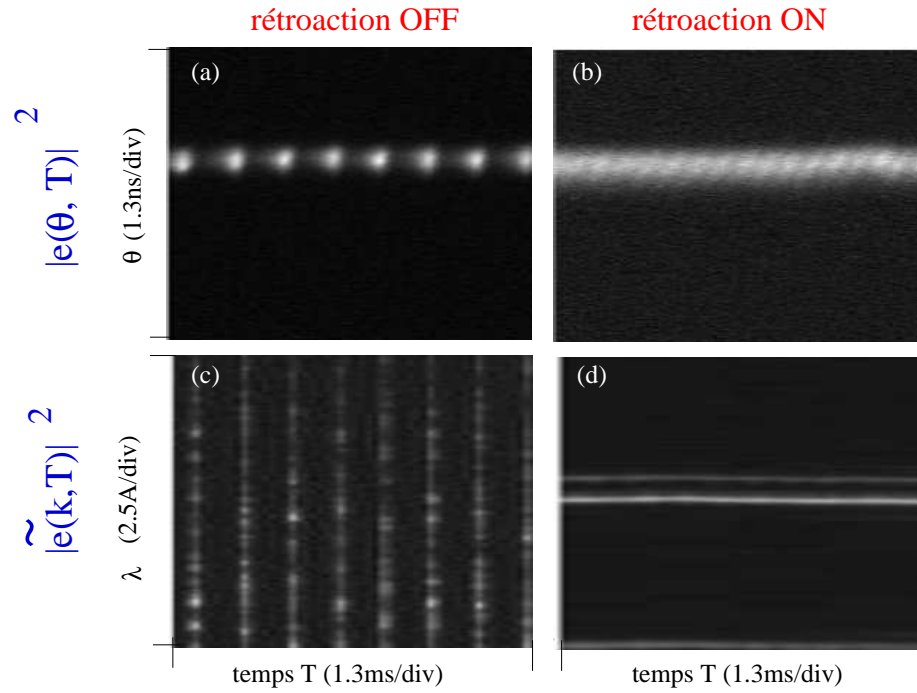 rétroaction OFF
rétroaction ON
(a)
(b)
|e(θ, T)| 2
θ (1.3ns/div)
(c)
(d)
|ẽ(k,T)| 2
λ (2.5A/div)
temps T (1.3ms/div)
temps T (1.3ms/div)